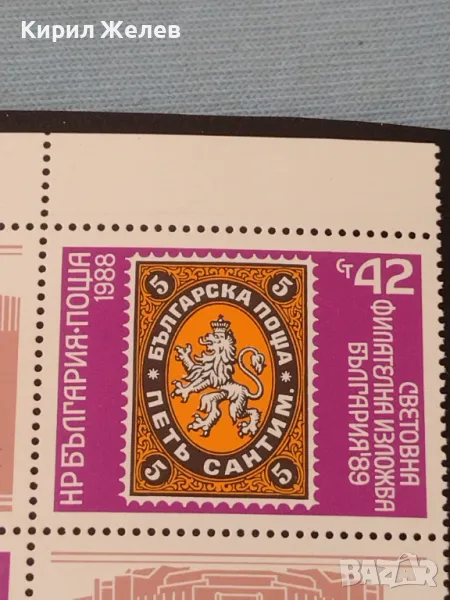 Кирил Желев
НР БЪЛГАРИЯ·ПОЩА
1988
5 5
БЪЛГАРСКА ПОЩА
ПЕТЬ САНТИМ.
5 5
СТ 42
СВЕТОВНА
ФИЛАТЕЛНА ИЗЛОЖБА
БЪЛГАРИЯ'89
bazar